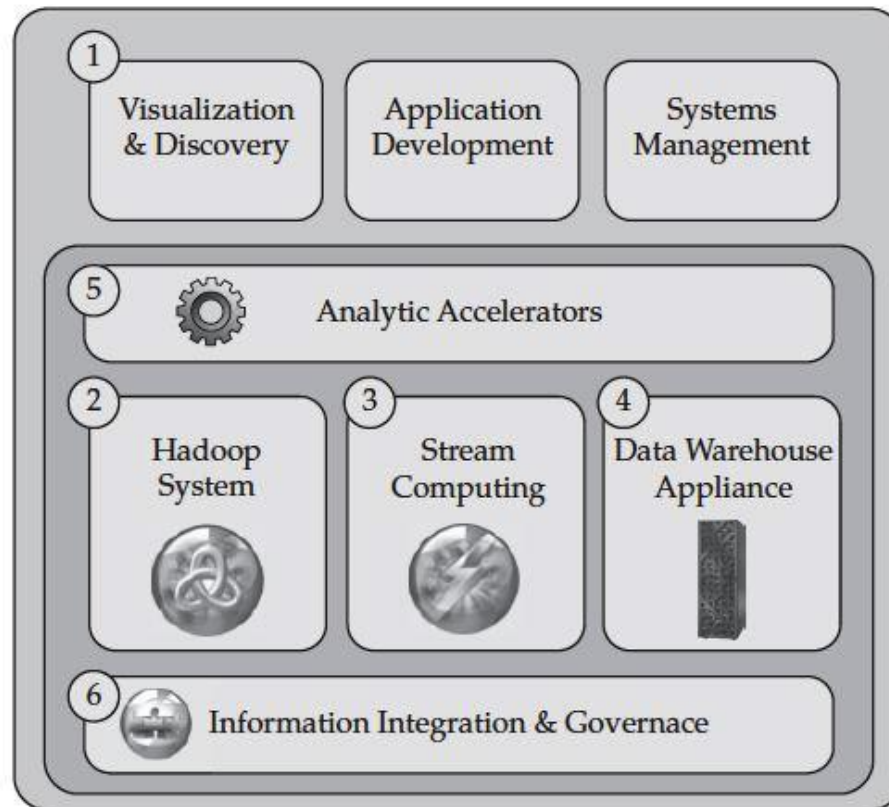 1
Visualization
& Discovery
Application
Development
Systems
Management
5
Analytic Accelerators
2
Hadoop
System
3
Stream
Computing
4
Data Warehouse
Appliance
6
Information Integration & Governace